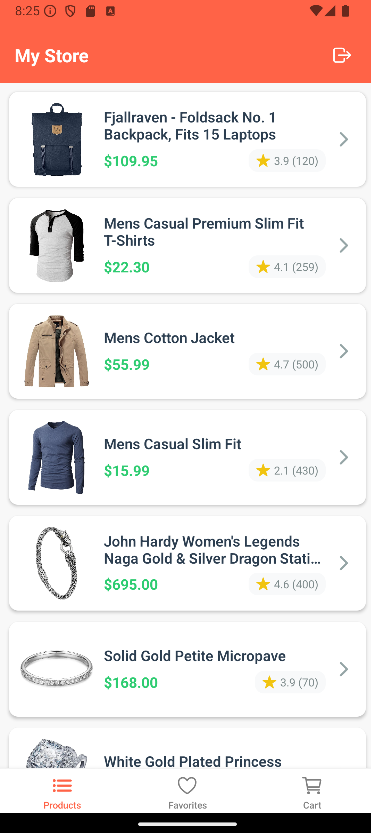 8:25
My Store
Fjallraven - Foldsack No. 1
Backpack, Fits 15 Laptops
$109.95
3.9 (120)
Mens Casual Premium Slim Fit
T-Shirts
$22.30
4.1 (259)
Mens Cotton Jacket
$55.99
4.7 (500)
Mens Casual Slim Fit
$15.99
2.1 (430)
John Hardy Women's Legends
Naga Gold & Silver Dragon Stati...
$695.00
4.6 (400)
Solid Gold Petite Micropave
$168.00
3.9 (70)
White Gold Plated Princess
Products
Favorites
Cart